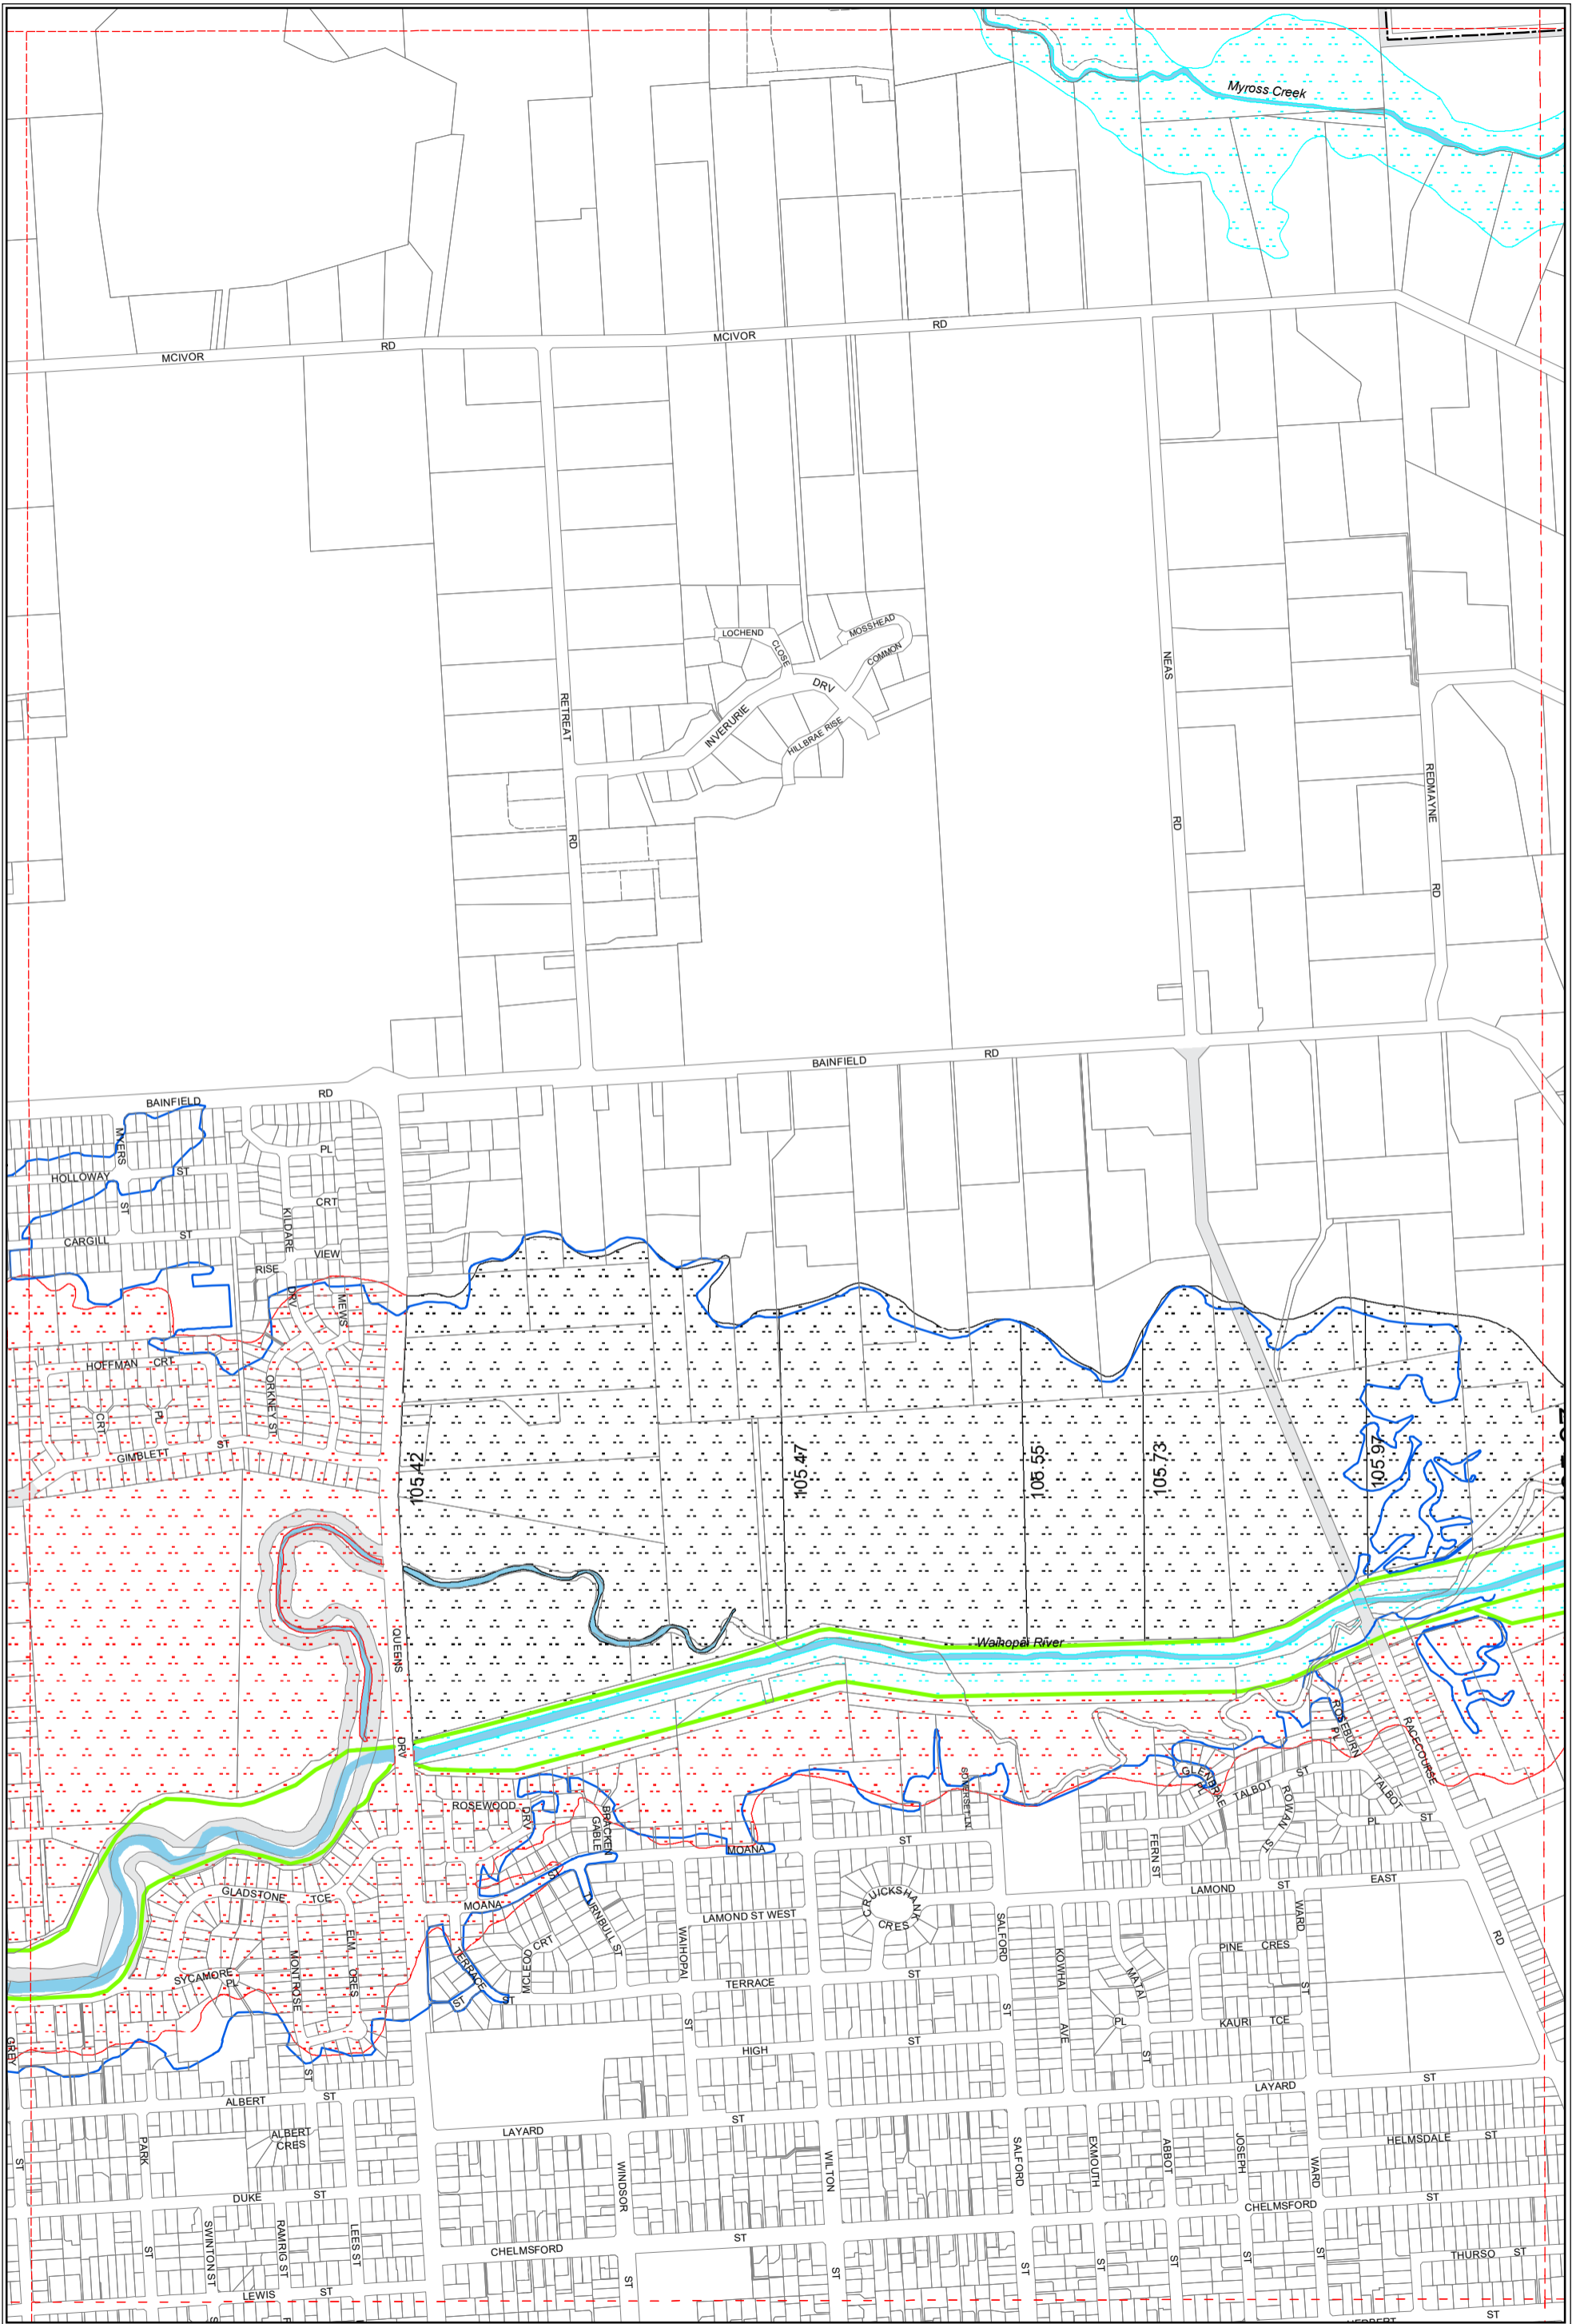 Myross Creek
MCIVOR
RD
MCIVOR
RD
LOCHEND
CLOSE
MOSSHEAD
COMMON
DRV
INVERURIE
HILLBRAE RISE
RETREAT
RD
NEAS
RD
REDMAYNE
RD
BAINFIELD
RD
BAINFIELD
RD
MYERS
ST
HOLLOWAY
ST
CARGILL
ST
PL
CRT
KILDARE
VIEW
RISE
DRV
MEWS
HOFFMAN
CRT
ORKNEY ST
CRT
PL
GIMBLETT
ST
105.42
105.47
105.55
105.73
105.97
Waihopai River
QUEENS
DRV
ROSEWOOD
DRV
BRACKEN
GABLE
MOANA
ST
SOMERSET LN
GLENBRAE
PL
TALBOT
ST
ROSEBURN
PL
RACECOURSE
RD
TALBOT
ST
ROWAN
ST
PL
FERN ST
GLADSTONE
TCE
MOANA
ST
TURNBULL ST
MCLEOD
CRT
LAMOND ST WEST
CRUICKSHANK
CRES
LAMOND
ST
EAST
SYCAMORE
PL
MONTROSE
ST
ELM
CRES
TERRACE
ST
ST
WAIHOPAI
ST
TERRACE
ST
SALFORD
ST
KOWHAI
AVE
MATAI
PL
ST
PINE
CRES
WARD
ST
KAURI
TCE
GREY
ST
HIGH
ST
ALBERT
ST
ALBERT
CRES
PARK
ST
LAYARD
ST
LAYARD
ST
WINDSOR
ST
WILTON
ST
SALFORD
ST
EXMOUTH
ST
ABBOT
ST
JOSEPH
ST
WARD
ST
HELMSDALE
ST
DUKE
ST
SWINTON ST
RAMRIG ST
LEES ST
CHELMSFORD
ST
CHELMSFORD
ST
THURSO
ST
LEWIS
ST
HERBERT
ST